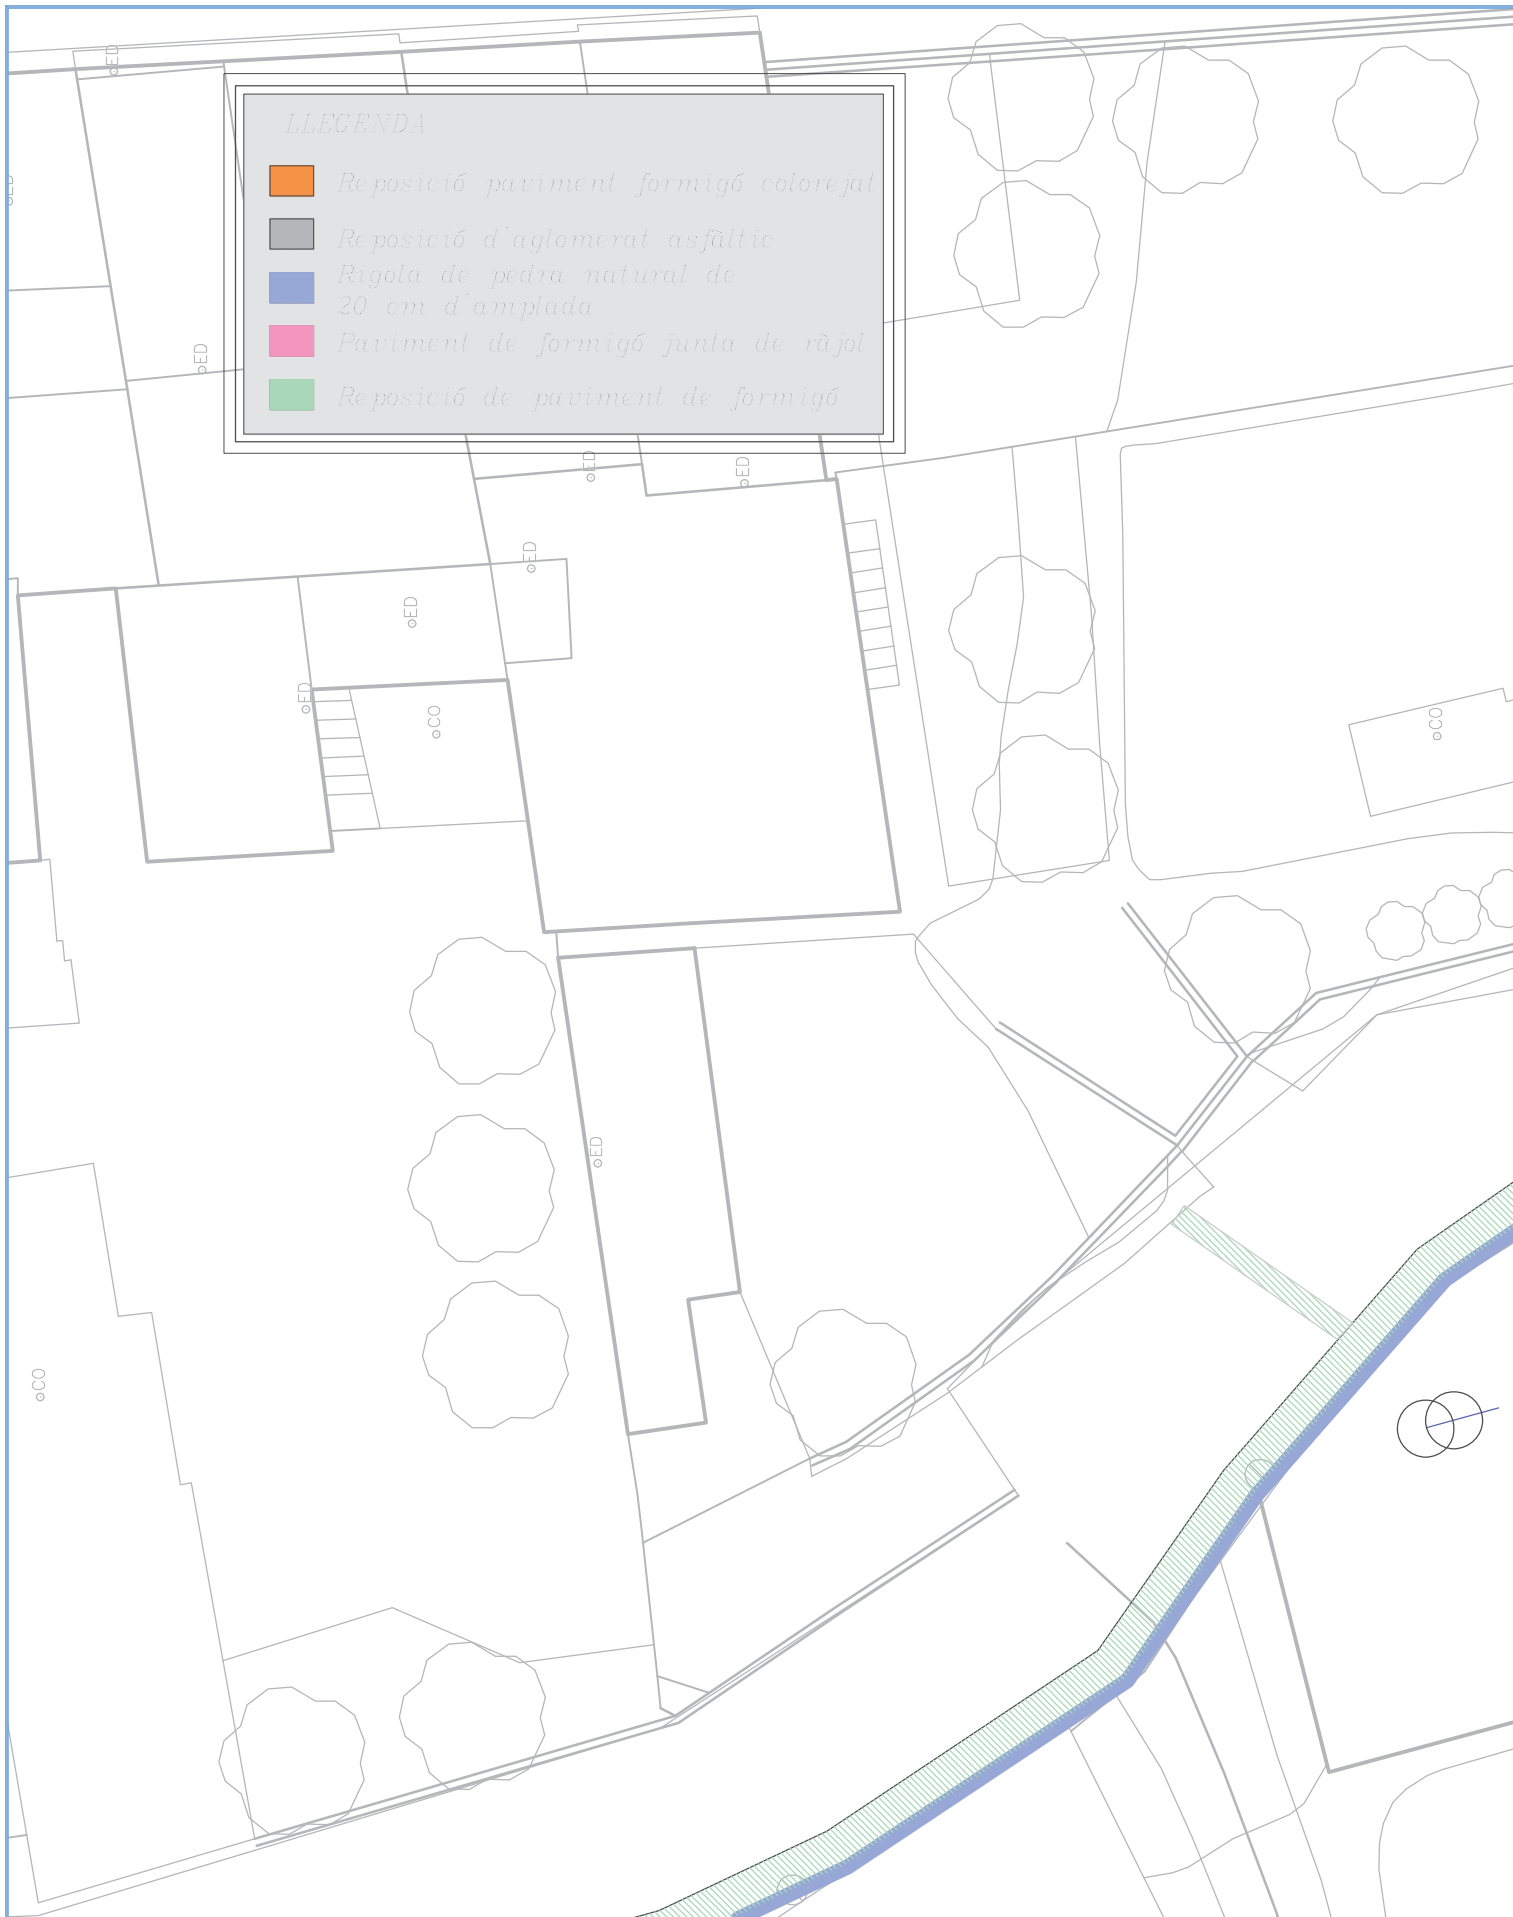 ED
LLEGENDA
ED
Reposició paviment formigó colorejat
Reposició d'aglomerat asfàltic
Rigola de pedra natural de
20 cm d'amplada
Paviment de formigó junta de ràjol
ED
Reposició de paviment de formigó
ED
ED
ED
ED
ED
CO
CO
ED
CO